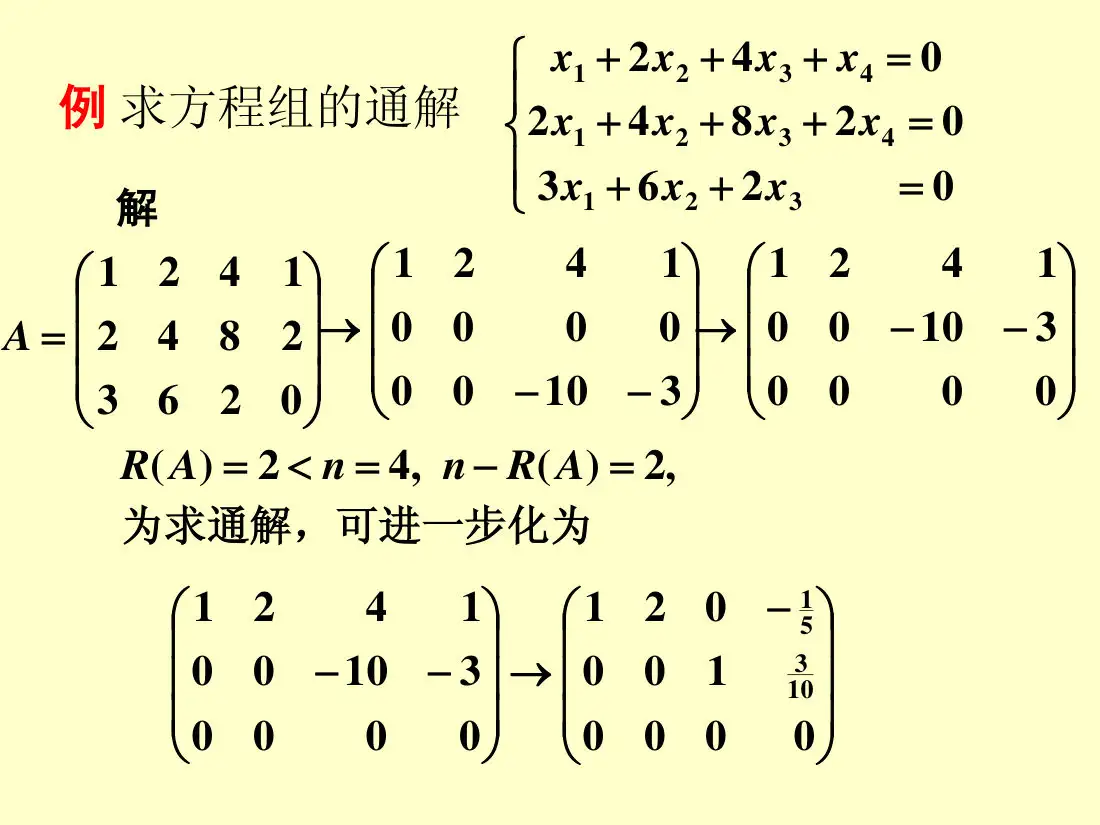 例 求方程组的通解
x₁ + 2x₂ + 4x₃ + x₄ = 0
2x₁ + 4x₂ + 8x₃ + 2x₄ = 0
3x₁ + 6x₂ + 2x₃ = 0
解
A = (1 2 4 1; 2 4 8 2; 3 6 2 0) → (1 2 4 1; 0 0 0 0; 0 0 −10 −3) → (1 2 4 1; 0 0 −10 −3; 0 0 0 0)
R(A) = 2 < n = 4, n − R(A) = 2,
为求通解，可进一步化为
(1 2 4 1; 0 0 −10 −3; 0 0 0 0) → (1 2 0 −1/5; 0 0 1 3/10; 0 0 0 0)